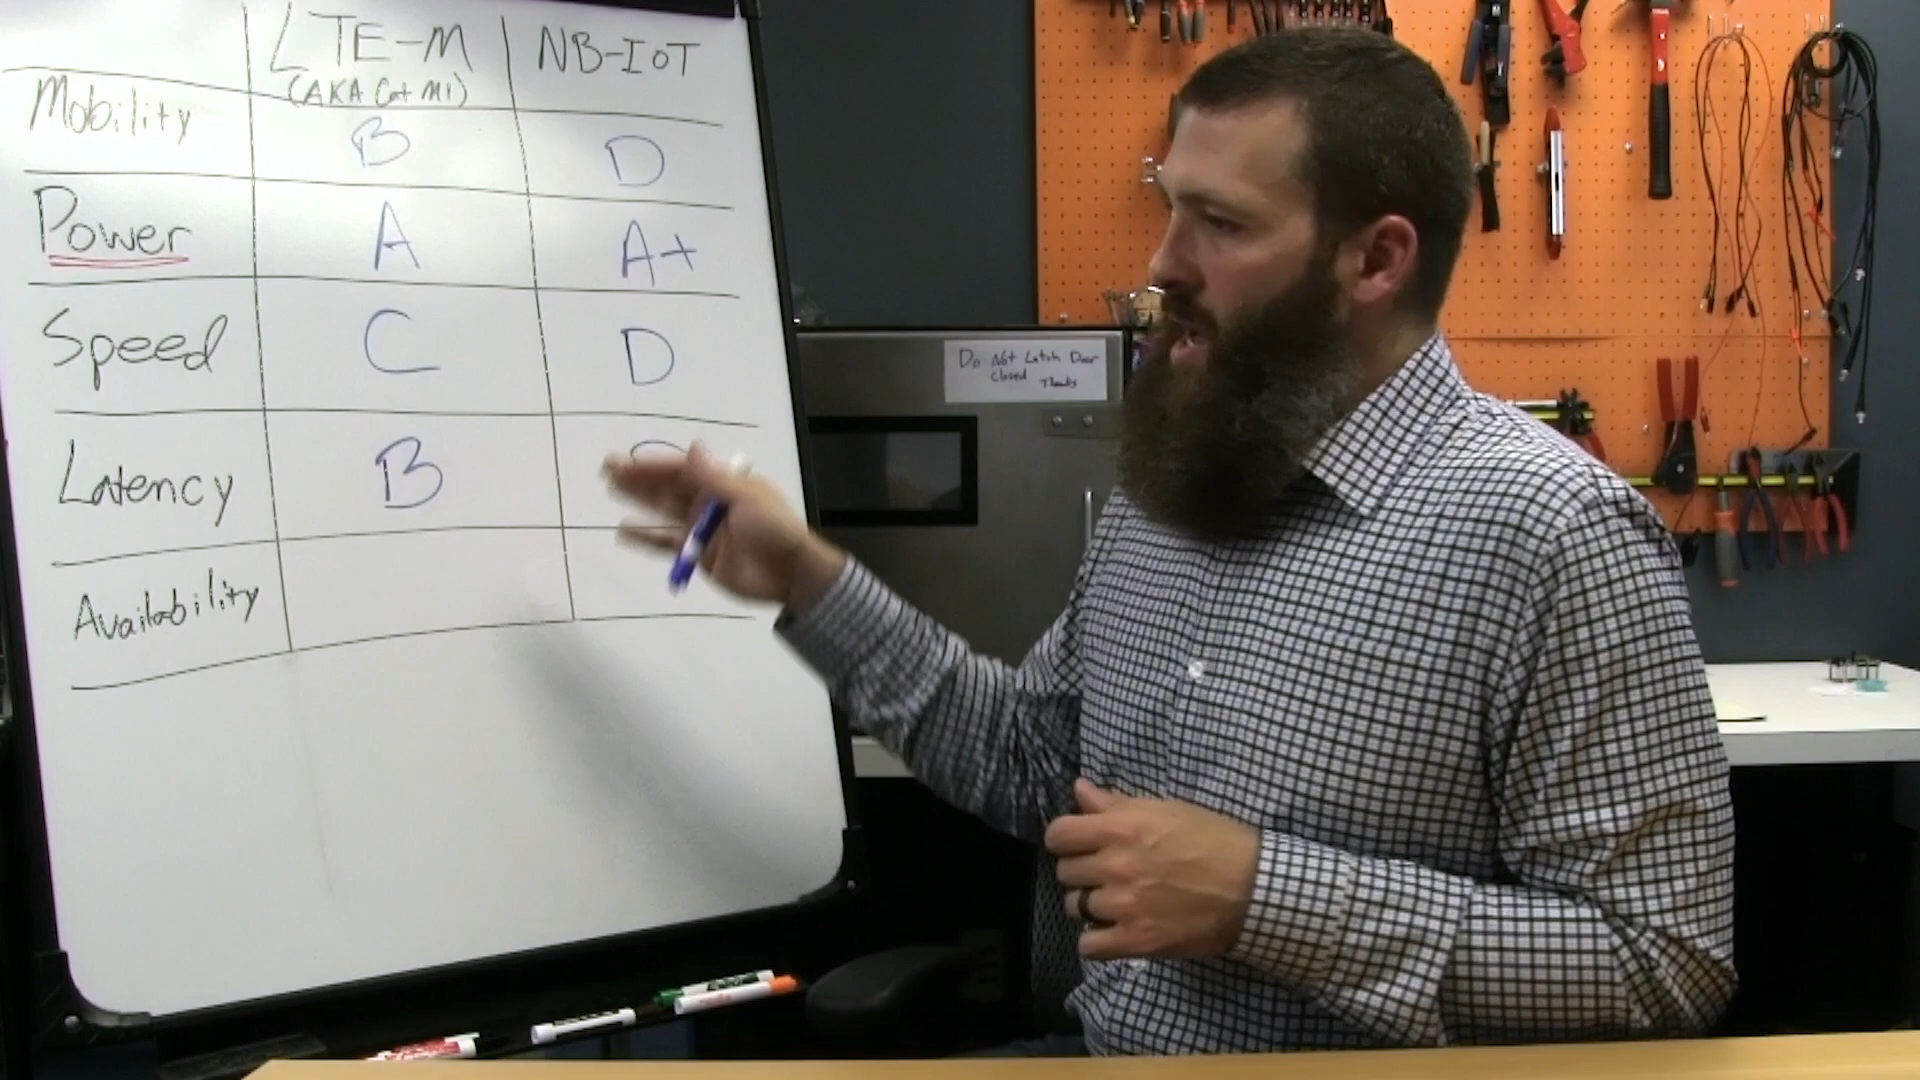 LTE-M NB-IoT
(AKA Cat M1)
Mobility B D
Power A A+
Speed C D
Latency B
Availability
Do Not Latch Door
Closed Thanks